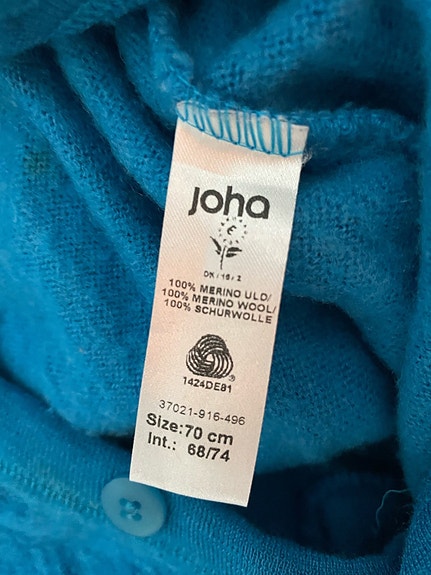 joha
DK/16/2
100% MERINO ULD/
100% MERINO WOOL/
100% SCHURWOLLE
1424DE81
®
37021-916-496
Size:70 cm
Int.: 68/74